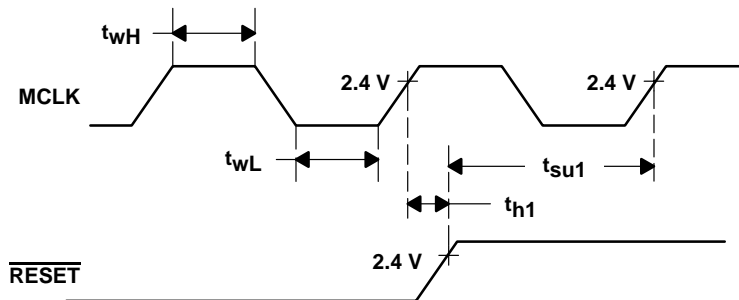 twH
MCLK
2.4 V
2.4 V
twL
tsu1
th1
RESET
2.4 V